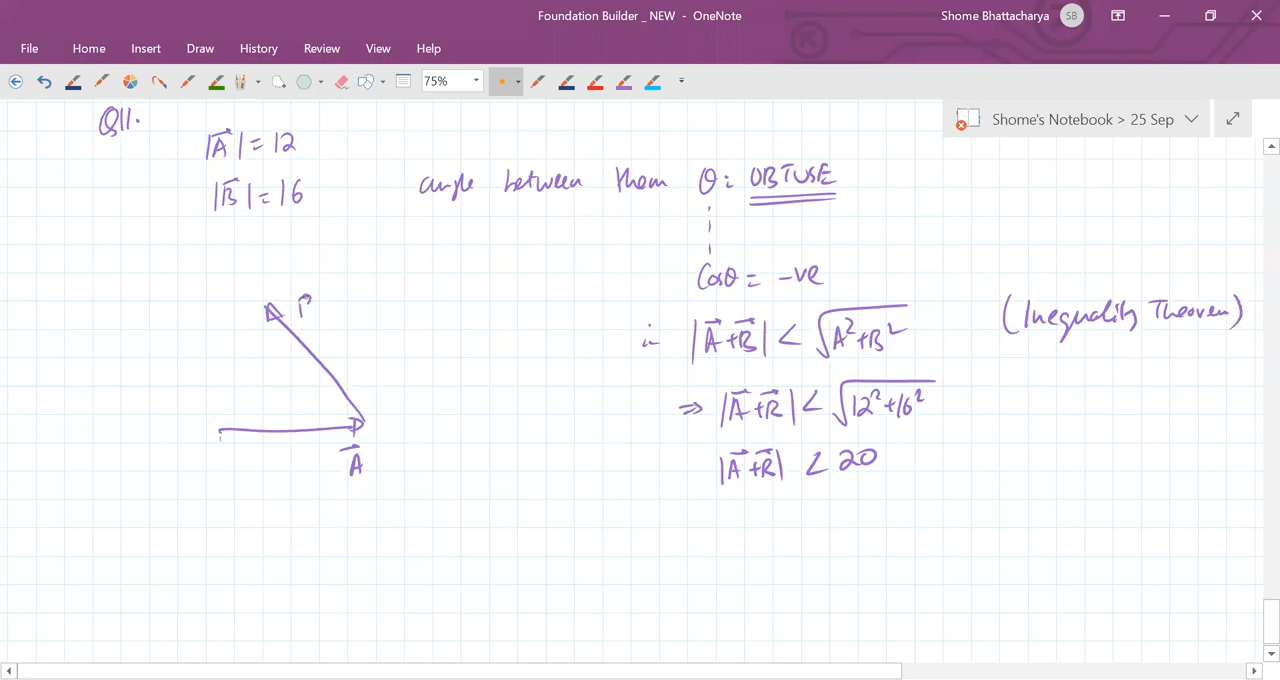 Foundation Builder _ NEW - OneNote
Shome Bhattacharya SB
File Home Insert Draw History Review View Help
75%
Shome's Notebook > 25 Sep
Q11.
|A⃗| = 12
|B⃗| = 16
angle between them θ: OBTUSE
Cosθ = -ve
|A⃗+B⃗| < √A²+B²
(Inequality Theorem)
⇒ |A⃗+B⃗| < √12²+16²
|A⃗+B⃗| < 20
A⃗